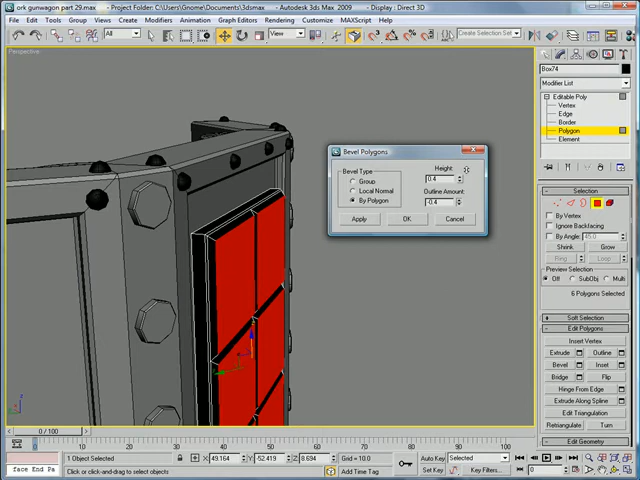 ork gunwagon part 29.max - Project Folder: C:\Users\Gnome\Documents\3dsmax - Autodesk 3ds Max 2009 - Display : Direct 3D
File Edit Tools Group Views Create Modifiers Animation Graph Editors Rendering Customize MAXScript Help
All View Create Selection Set
Perspective
Bevel Polygons
Bevel Type
Group
Local Normal
By Polygon
Height:
0.4
Outline Amount:
-0.4
Apply OK Cancel
Box74
Modifier List
Editable Poly
Vertex
Edge
Border
Polygon
Element
Selection
By Vertex
Ignore Backfacing
By Angle: 45.0
Shrink Grow
Ring Loop
Preview Selection
Off SubObj Multi
6 Polygons Selected
Soft Selection
Edit Polygons
Insert Vertex
Extrude Outline
Bevel Inset
Bridge Flip
Hinge From Edge
Extrude Along Spline
Edit Triangulation
Retriangulate Turn
Edit Geometry
0 / 100
0 10 20 30 40 50 60 70 80 90 100
1 Object Selected X: 49.164 Y: -52.419 Z: 8.694 Grid = 10.0 Auto Key Selected
face End Pa Click or click-and-drag to select objects Add Time Tag Set Key Key Filters... 0